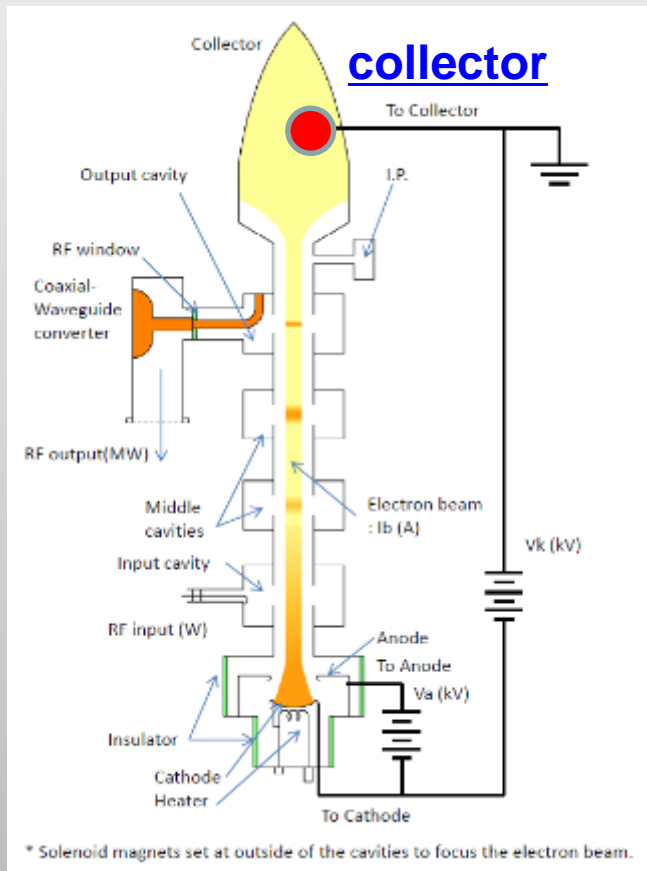 Collector
collector
To Collector
Output cavity
I.P.
RF window
Coaxial-
Waveguide
converter
RF output(MW)
Middle
cavities
Electron beam
: Ib (A)
Vk (kV)
Input cavity
RF input (W)
Anode
To Anode
Va (kV)
Insulator
Cathode
Heater
To Cathode
* Solenoid magnets set at outside of the cavities to focus the electron beam.